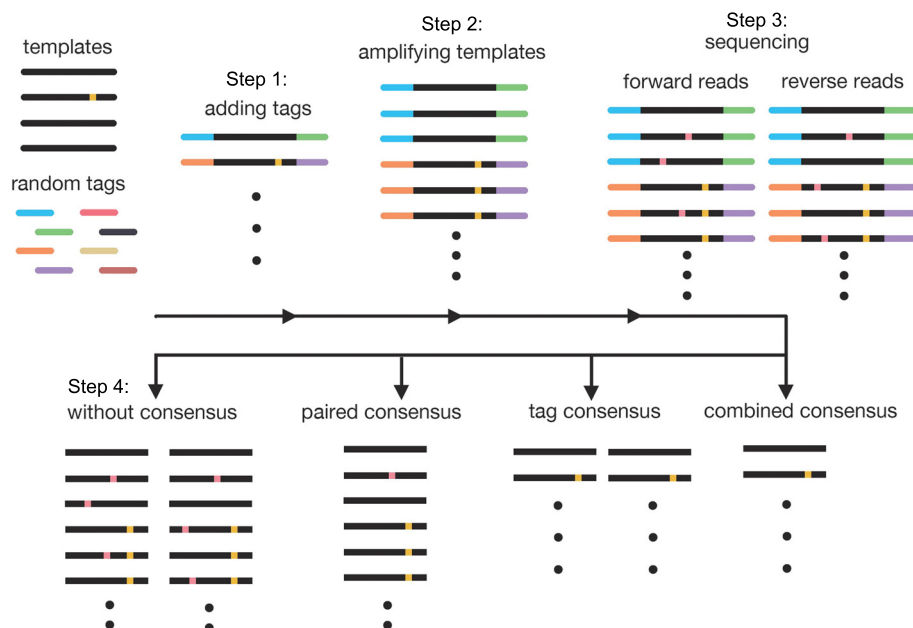 templates
random tags
Step 1:
adding tags
Step 2:
amplifying templates
Step 3:
sequencing
forward reads
reverse reads
Step 4:
without consensus
paired consensus
tag consensus
combined consensus